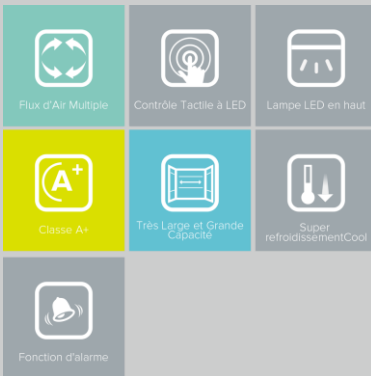 Flux d'Air Multiple
Contrôle Tactile à LED
Lampe LED en haut
A+
Classe A+
Très Large et Grande
Capacité
Super
refroidissementCool
Fonction d'alarme